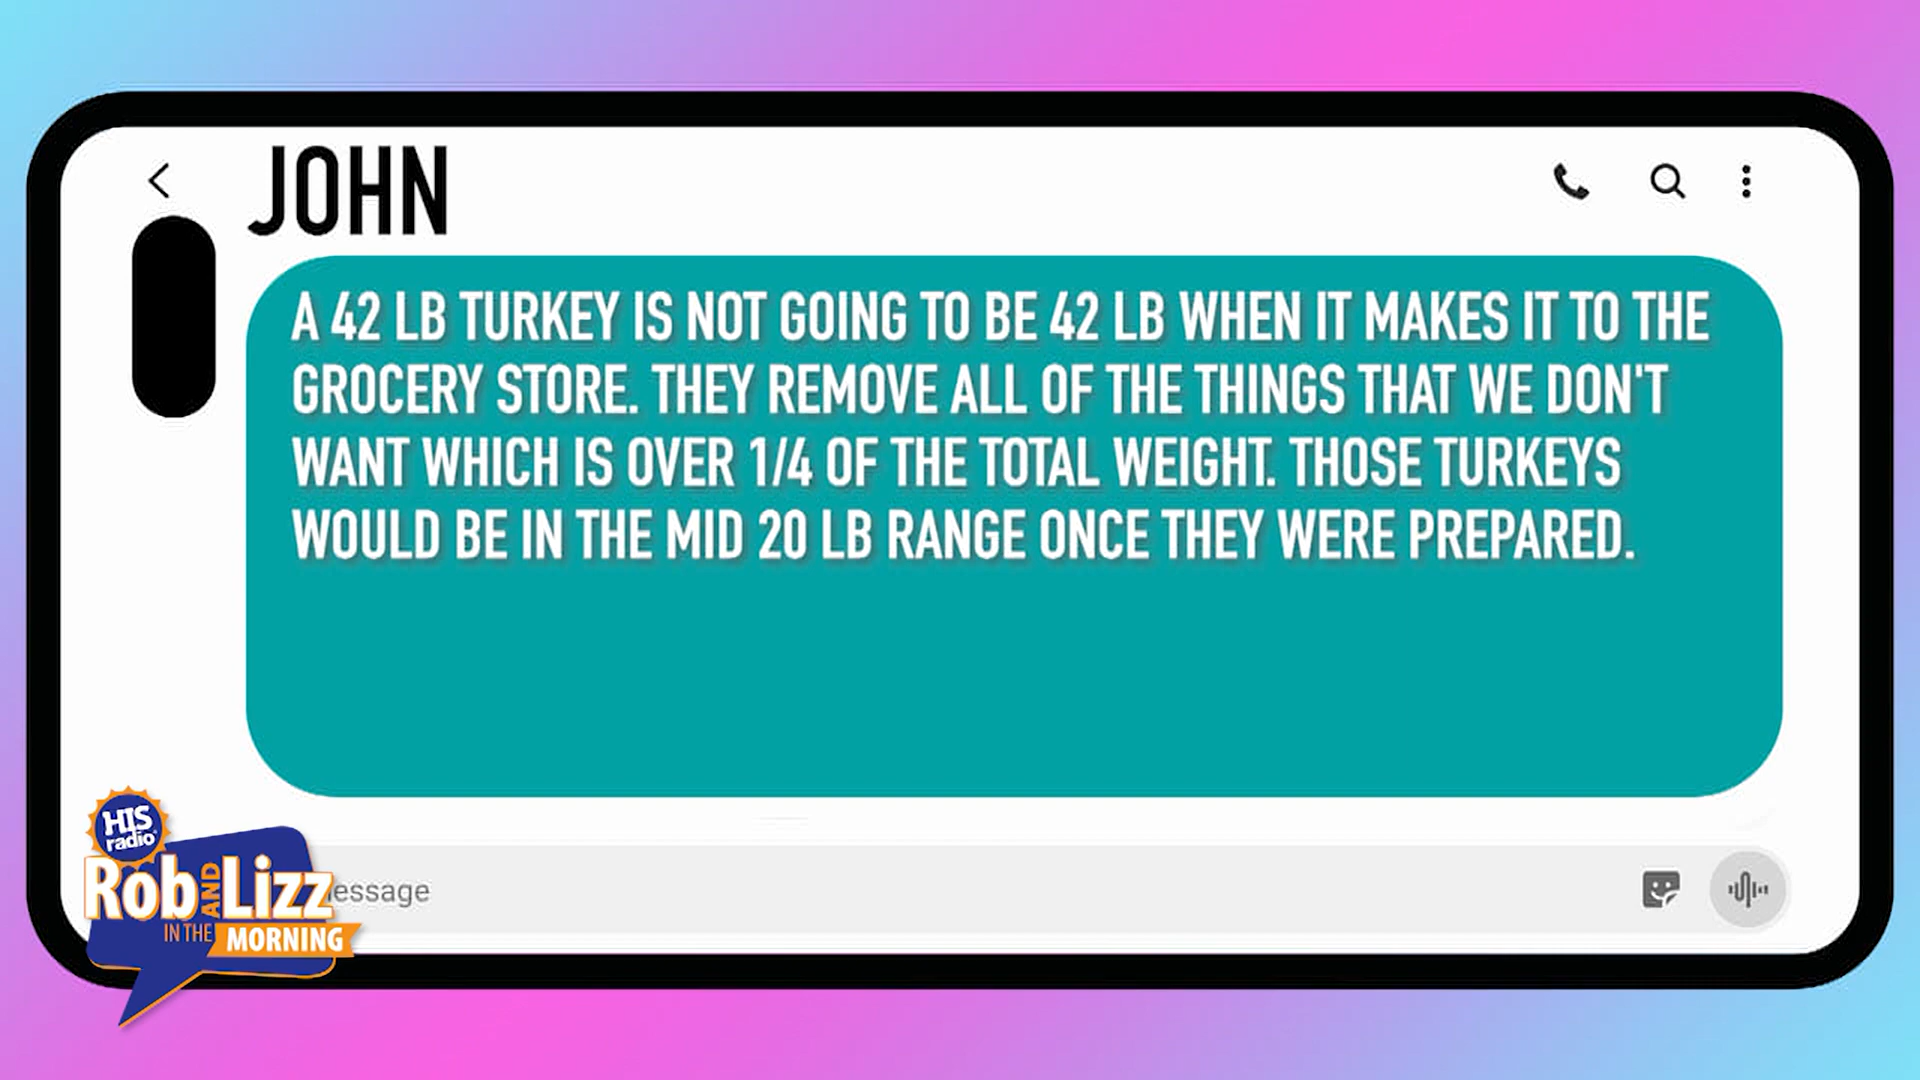 JOHN
A 42 LB TURKEY IS NOT GOING TO BE 42 LB WHEN IT MAKES IT TO THE
GROCERY STORE. THEY REMOVE ALL OF THE THINGS THAT WE DON'T
WANT WHICH IS OVER 1/4 OF THE TOTAL WEIGHT. THOSE TURKEYS
WOULD BE IN THE MID 20 LB RANGE ONCE THEY WERE PREPARED.
essage
HIS
radio
Rob AND Lizz
IN THE MORNING